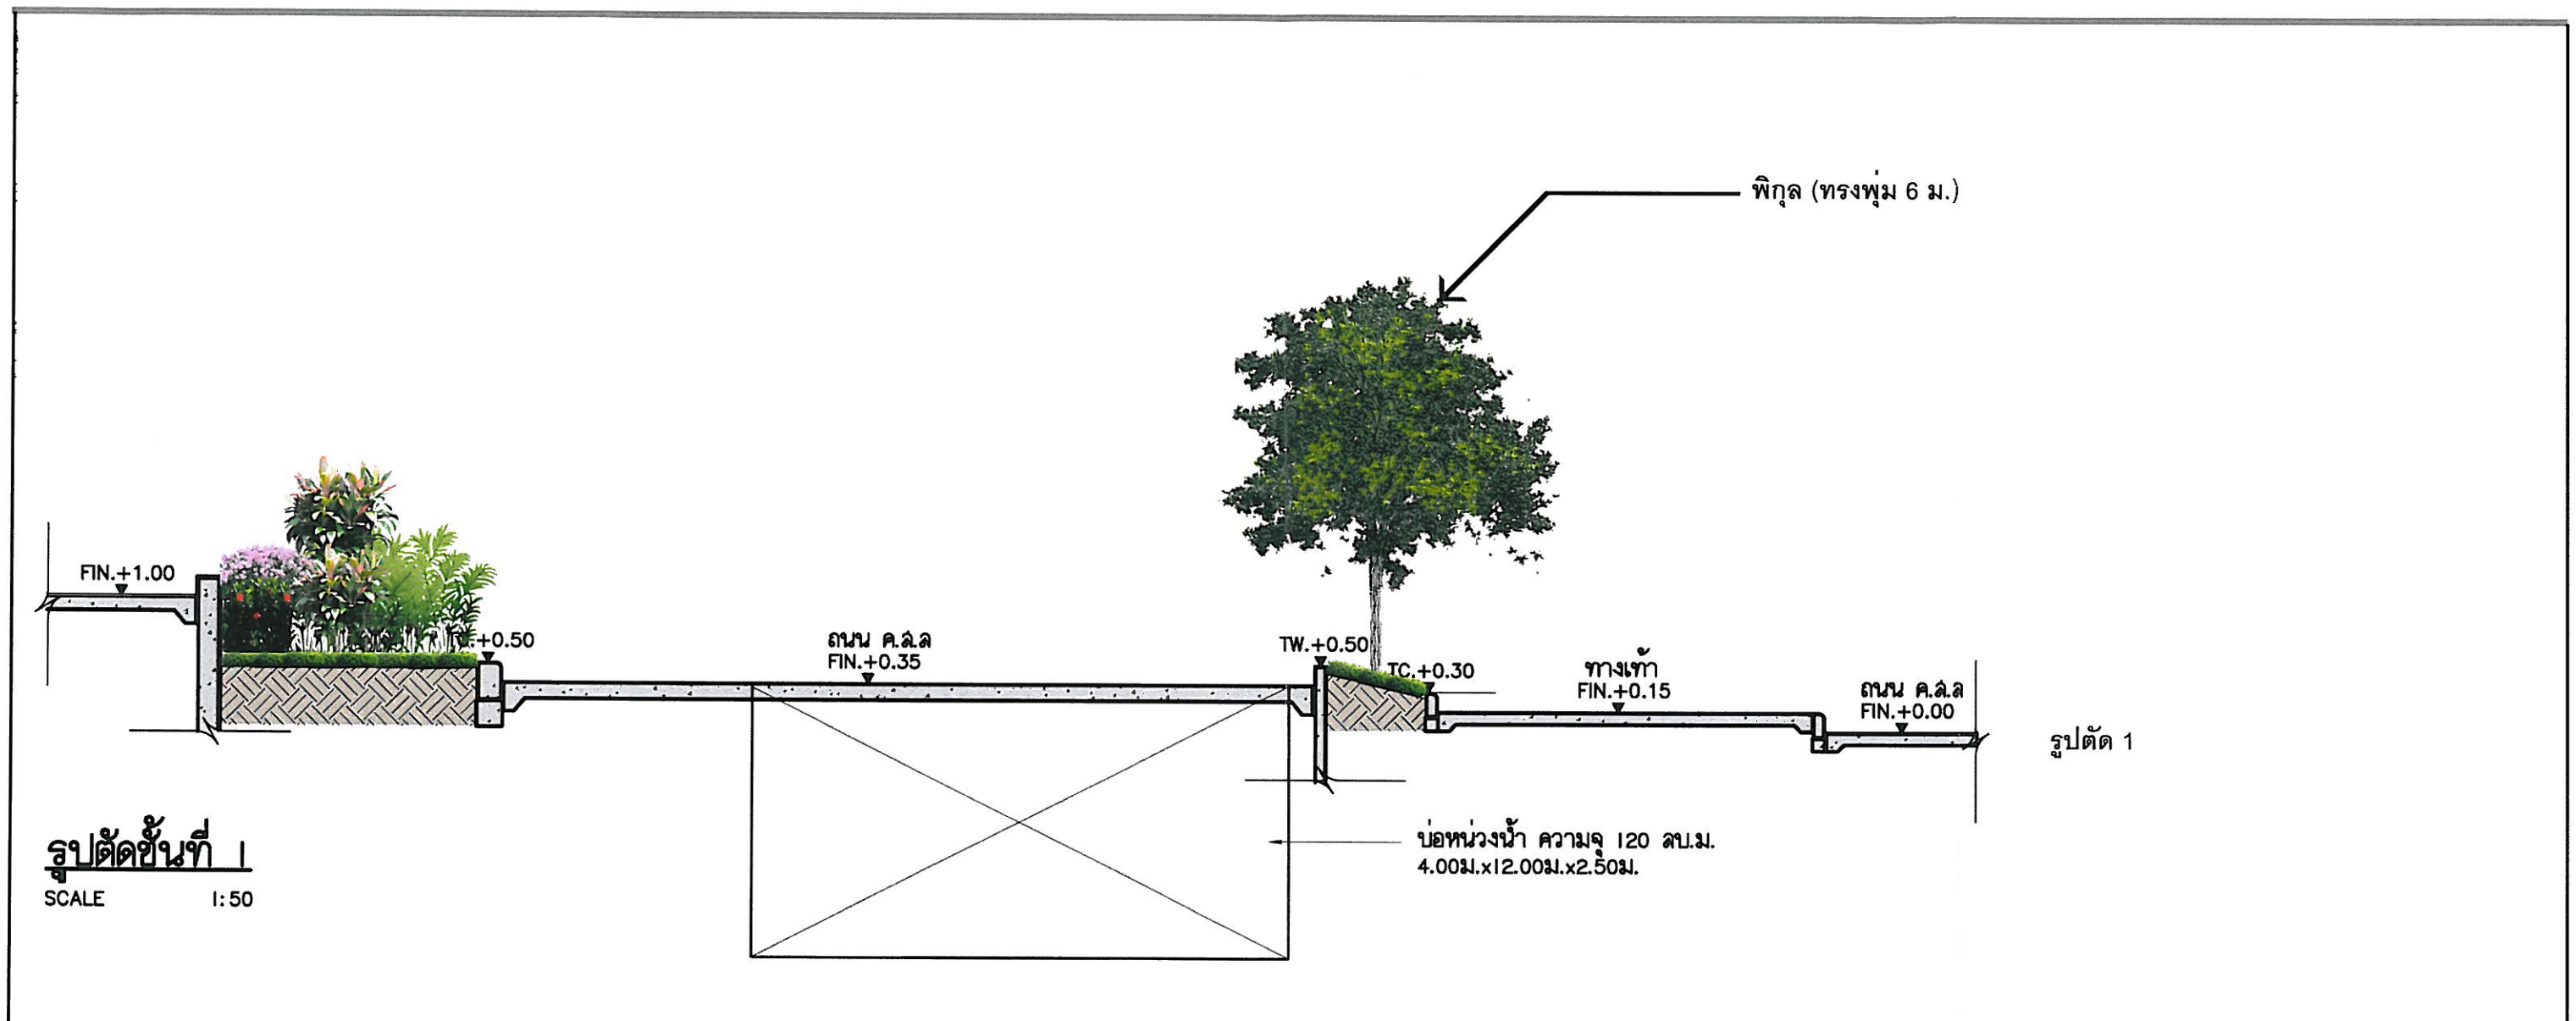 พิกุล (ทรงพุ่ม 6 ม.)
FIN.+1.00
+0.50
ถนน ค.ส.ล
FIN.+0.35
TW.+0.50
TC.+0.30
ทางเท้า
FIN.+0.15
ถนน ค.ส.ล
FIN.+0.00
รูปตัด 1
บ่อหน่วงน้ำ ความจุ 120 ลบ.ม.
4.00ม.x12.00ม.x2.50ม.
รูปตัดชั้นที่ 1
SCALE 1:50